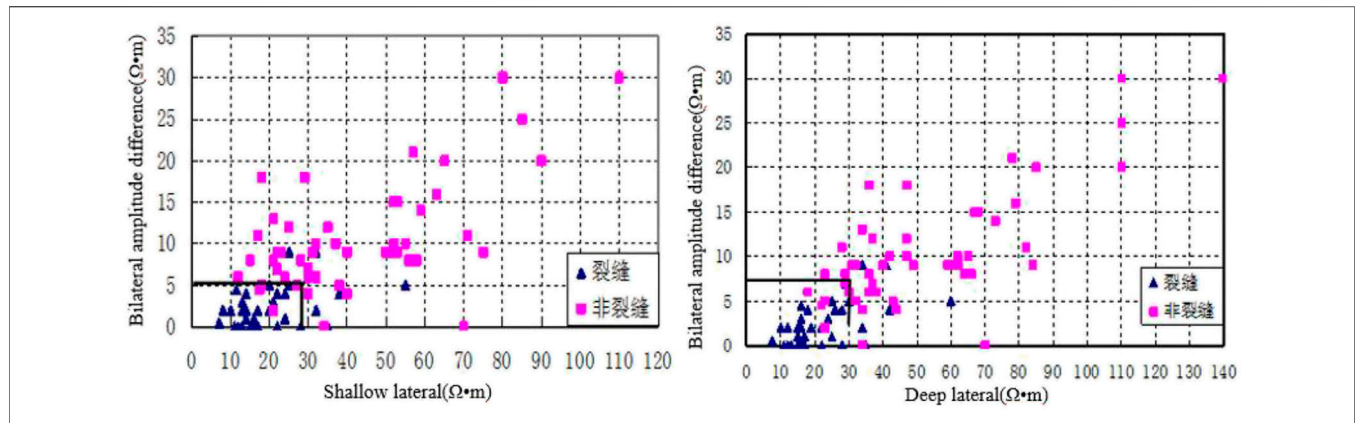 Bilateral amplitude difference(Ω•m)
35
30
25
20
15
10
5
0
裂缝
非裂缝
0 10 20 30 40 50 60 70 80 90 100 110 120
Shallow lateral(Ω•m)
Bilateral amplitude difference(Ω•m)
35
30
25
20
15
10
5
0
裂缝
非裂缝
0 10 20 30 40 50 60 70 80 90 100 110 120 130 140
Deep lateral(Ω•m)